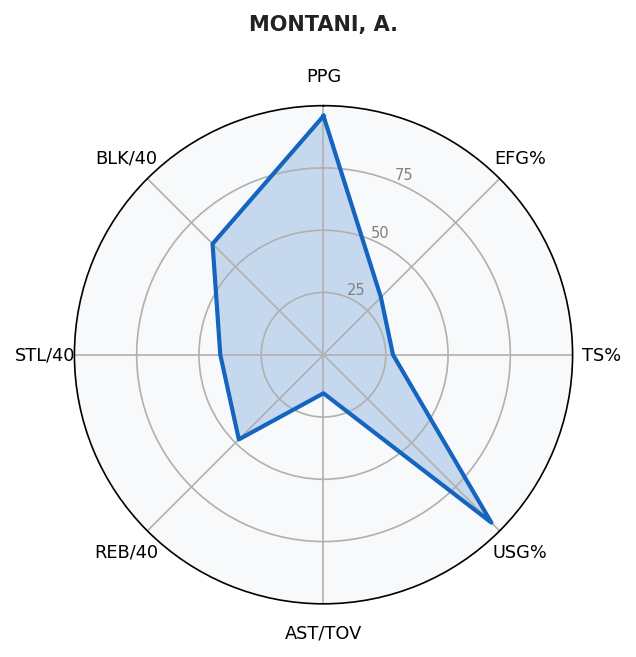 MONTANI, A.
PPG
BLK/40
EFG%
75
50
25
STL/40
TS%
REB/40
USG%
AST/TOV